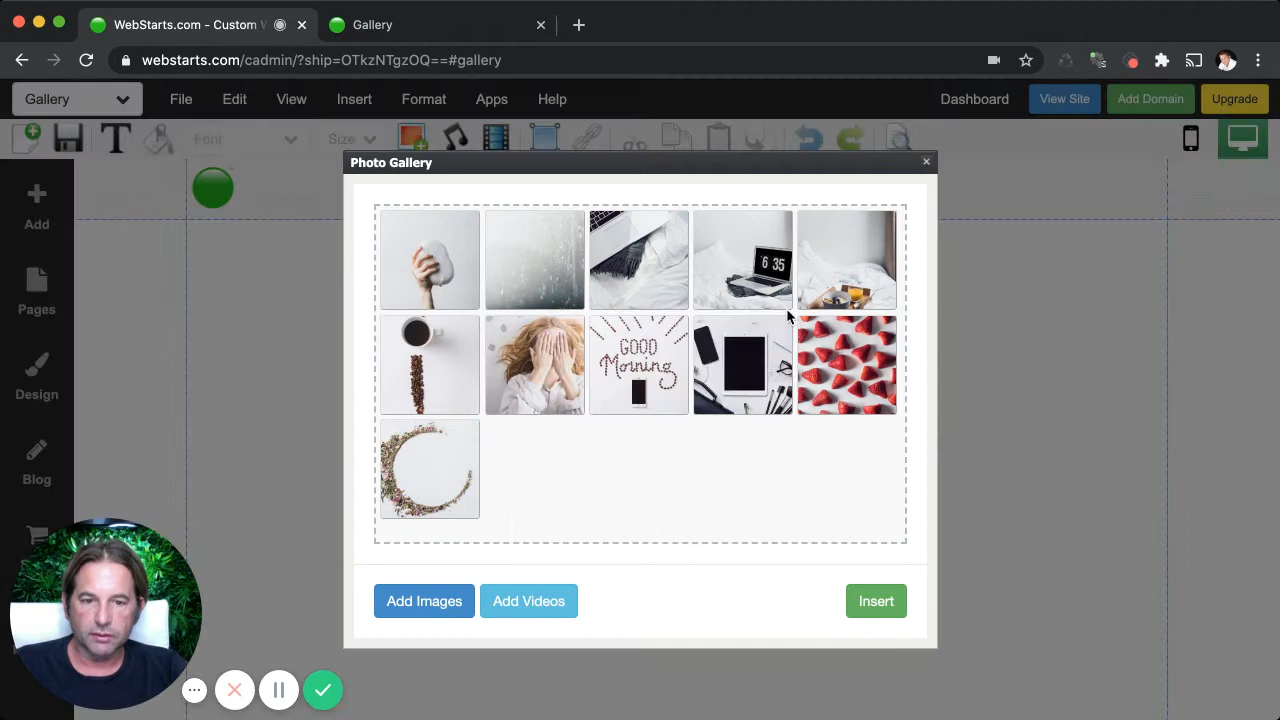 WebStarts.com - Custom W
Gallery
webstarts.com/cadmin/?ship=OTkzNTgzOQ==#gallery
Gallery File Edit View Insert Format Apps Help Dashboard View Site Add Domain Upgrade
T Font Size
Photo Gallery
Add
Pages
Design
Blog
6 35
GOOD
Morning
Add Images Add Videos Insert